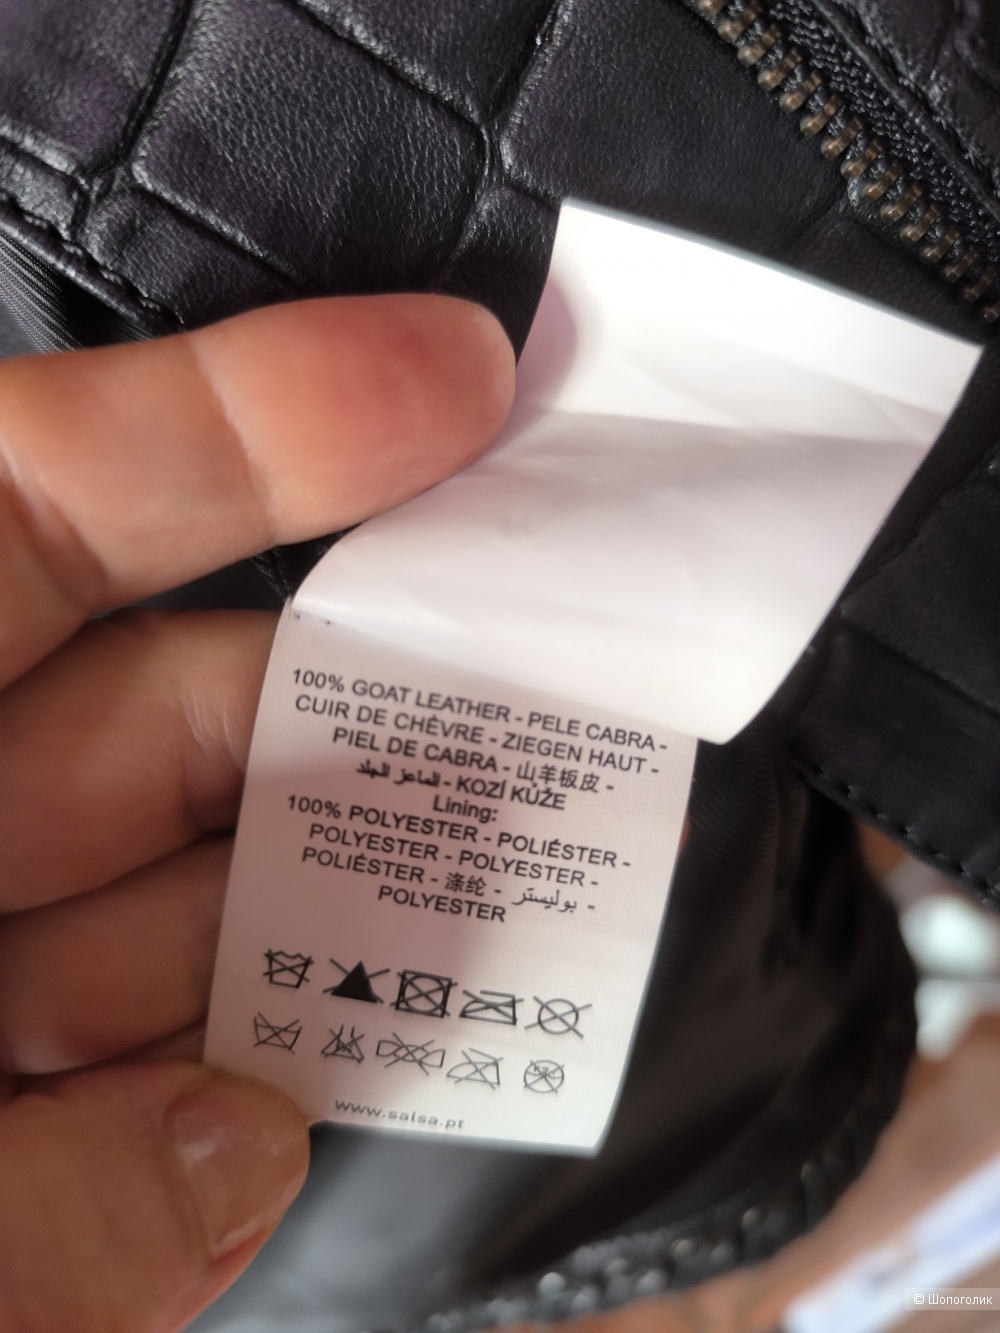 100% GOAT LEATHER - PELE CABRA -
CUIR DE CHÈVRE - ZIEGEN HAUT -
PIEL DE CABRA - 山羊板皮 -
الماعز الجلد - KOZÍ KŮŽE
Lining:
100% POLYESTER - POLIÉSTER -
POLYESTER - POLYESTER -
POLIÉSTER - 涤纶 - بوليستر -
POLYESTER
www.salsa.pt
© Шопоголик